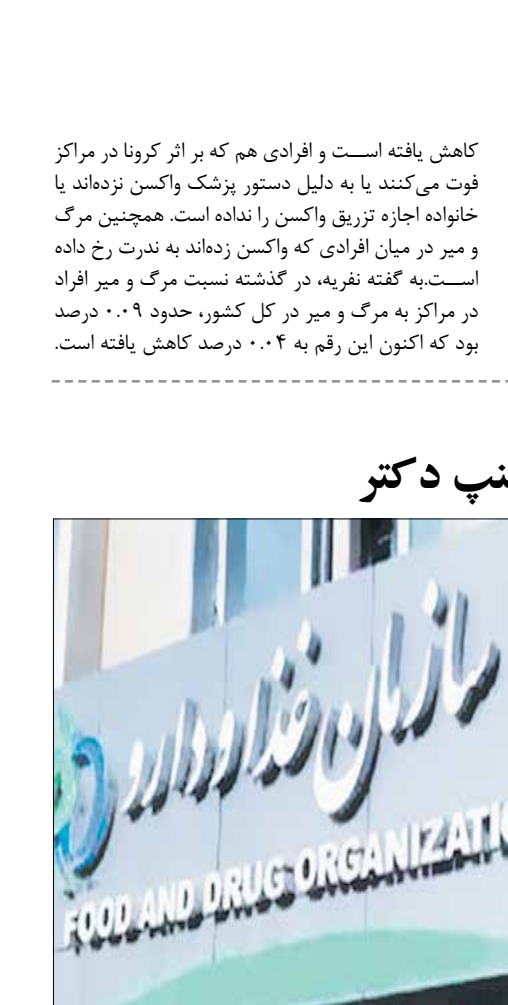 کاهش یافته است و افرادی هم که بر اثر کرونا در مراکز
فوت می‌کنند یا به دلیل دستور پزشک واکسن نزده‌اند یا
خانواده اجازه تزریق واکسن را نداده است. همچنین مرگ
و میر در میان افرادی که واکسن زده‌اند به ندرت رخ داده
است.به گفته نفریه، در گذشته نسبت مرگ و میر افراد
در مراکز به مرگ و میر در کل کشور، حدود ۰.۰۹ درصد
بود که اکنون این رقم به ۰.۰۴ درصد کاهش یافته است.
دکتر
سازمان غذا و دارو
FOOD AND DRUG ORGANIZATIO